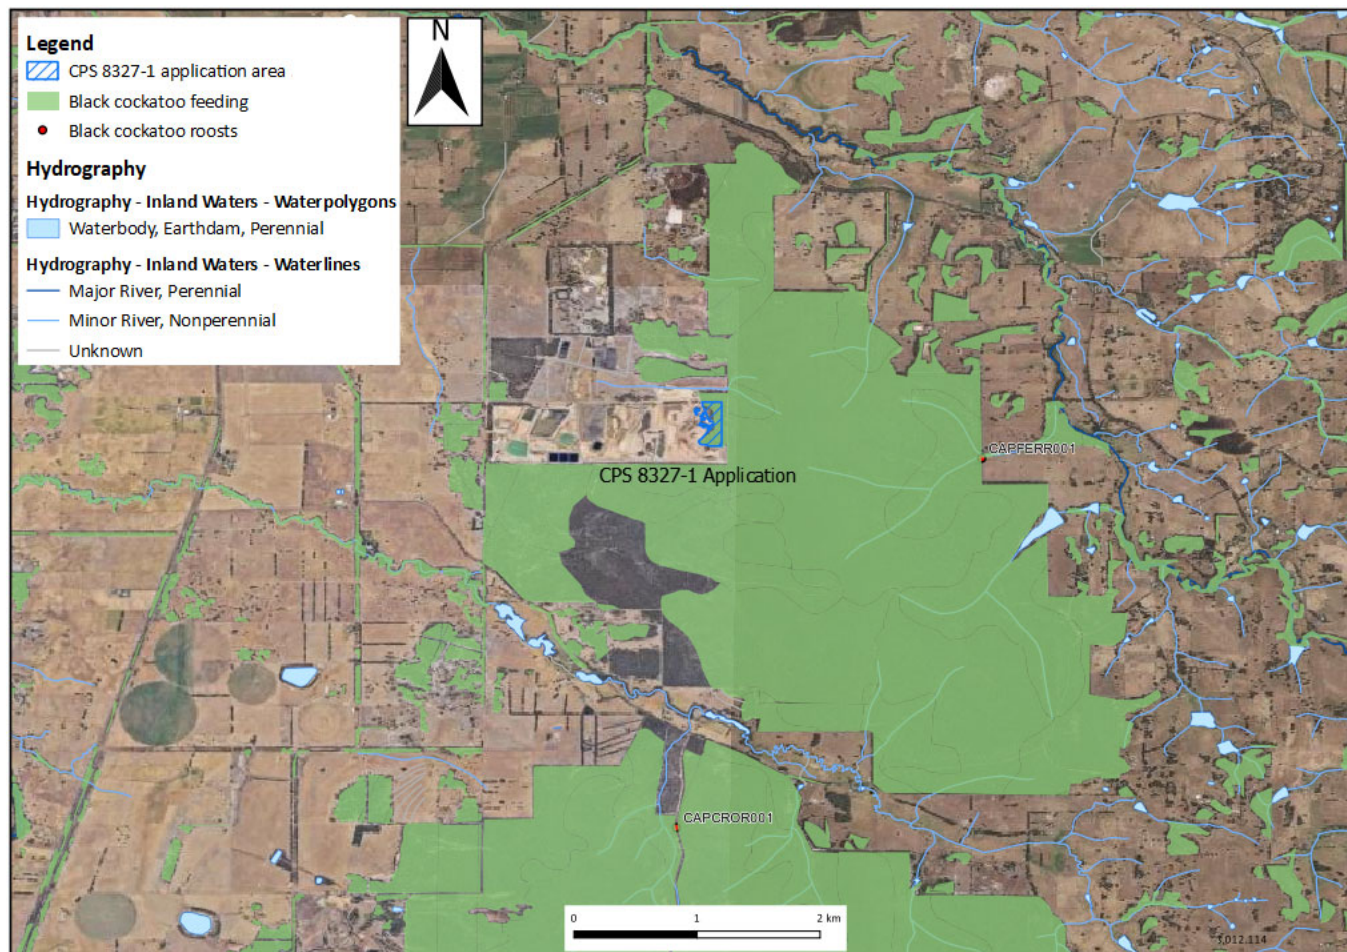 Legend
CPS 8327-1 application area
Black cockatoo feeding
Black cockatoo roosts
Hydrography
Hydrography - Inland Waters - Waterpolygons
Waterbody, Earthdam, Perennial
Hydrography - Inland Waters - Waterlines
Major River, Perennial
Minor River, Nonperennial
Unknown
N
CAPFERR001
CPS 8327-1 Application
CAPCROR001
0 1 2 km